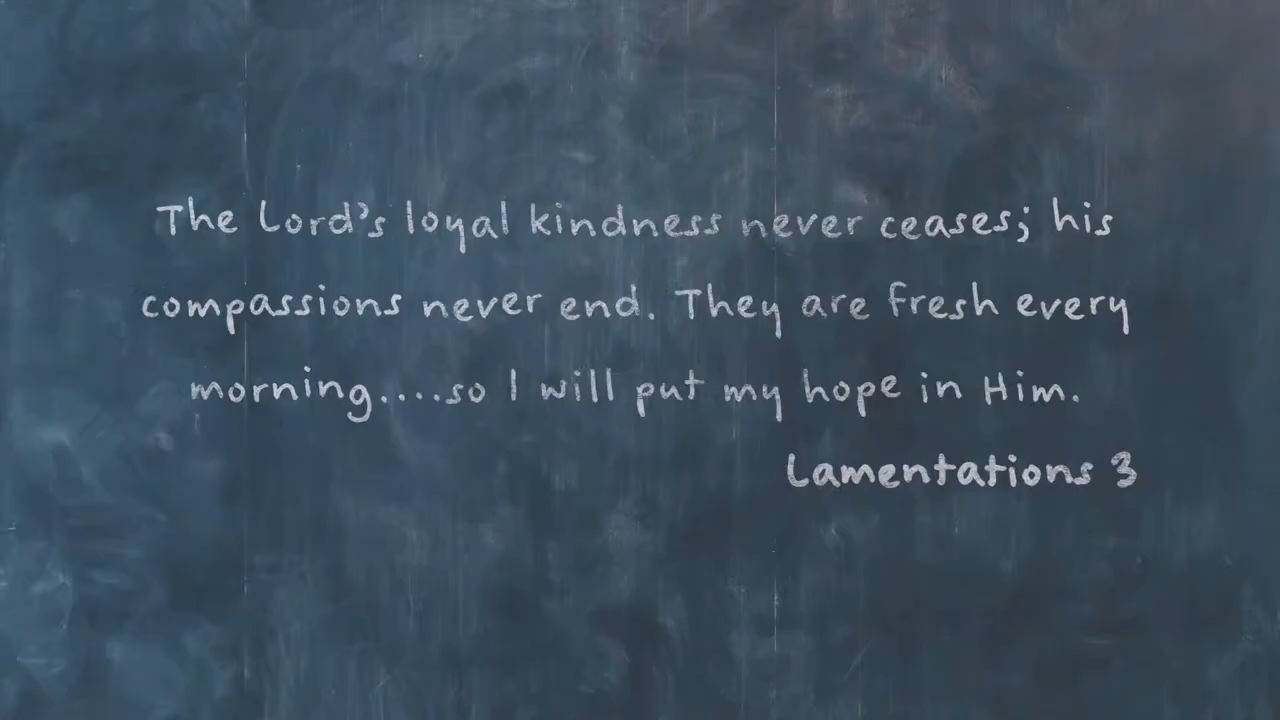 The Lord's loyal kindness never ceases; his
compassions never end. They are fresh every
morning....so I will put my hope in Him.
Lamentations 3